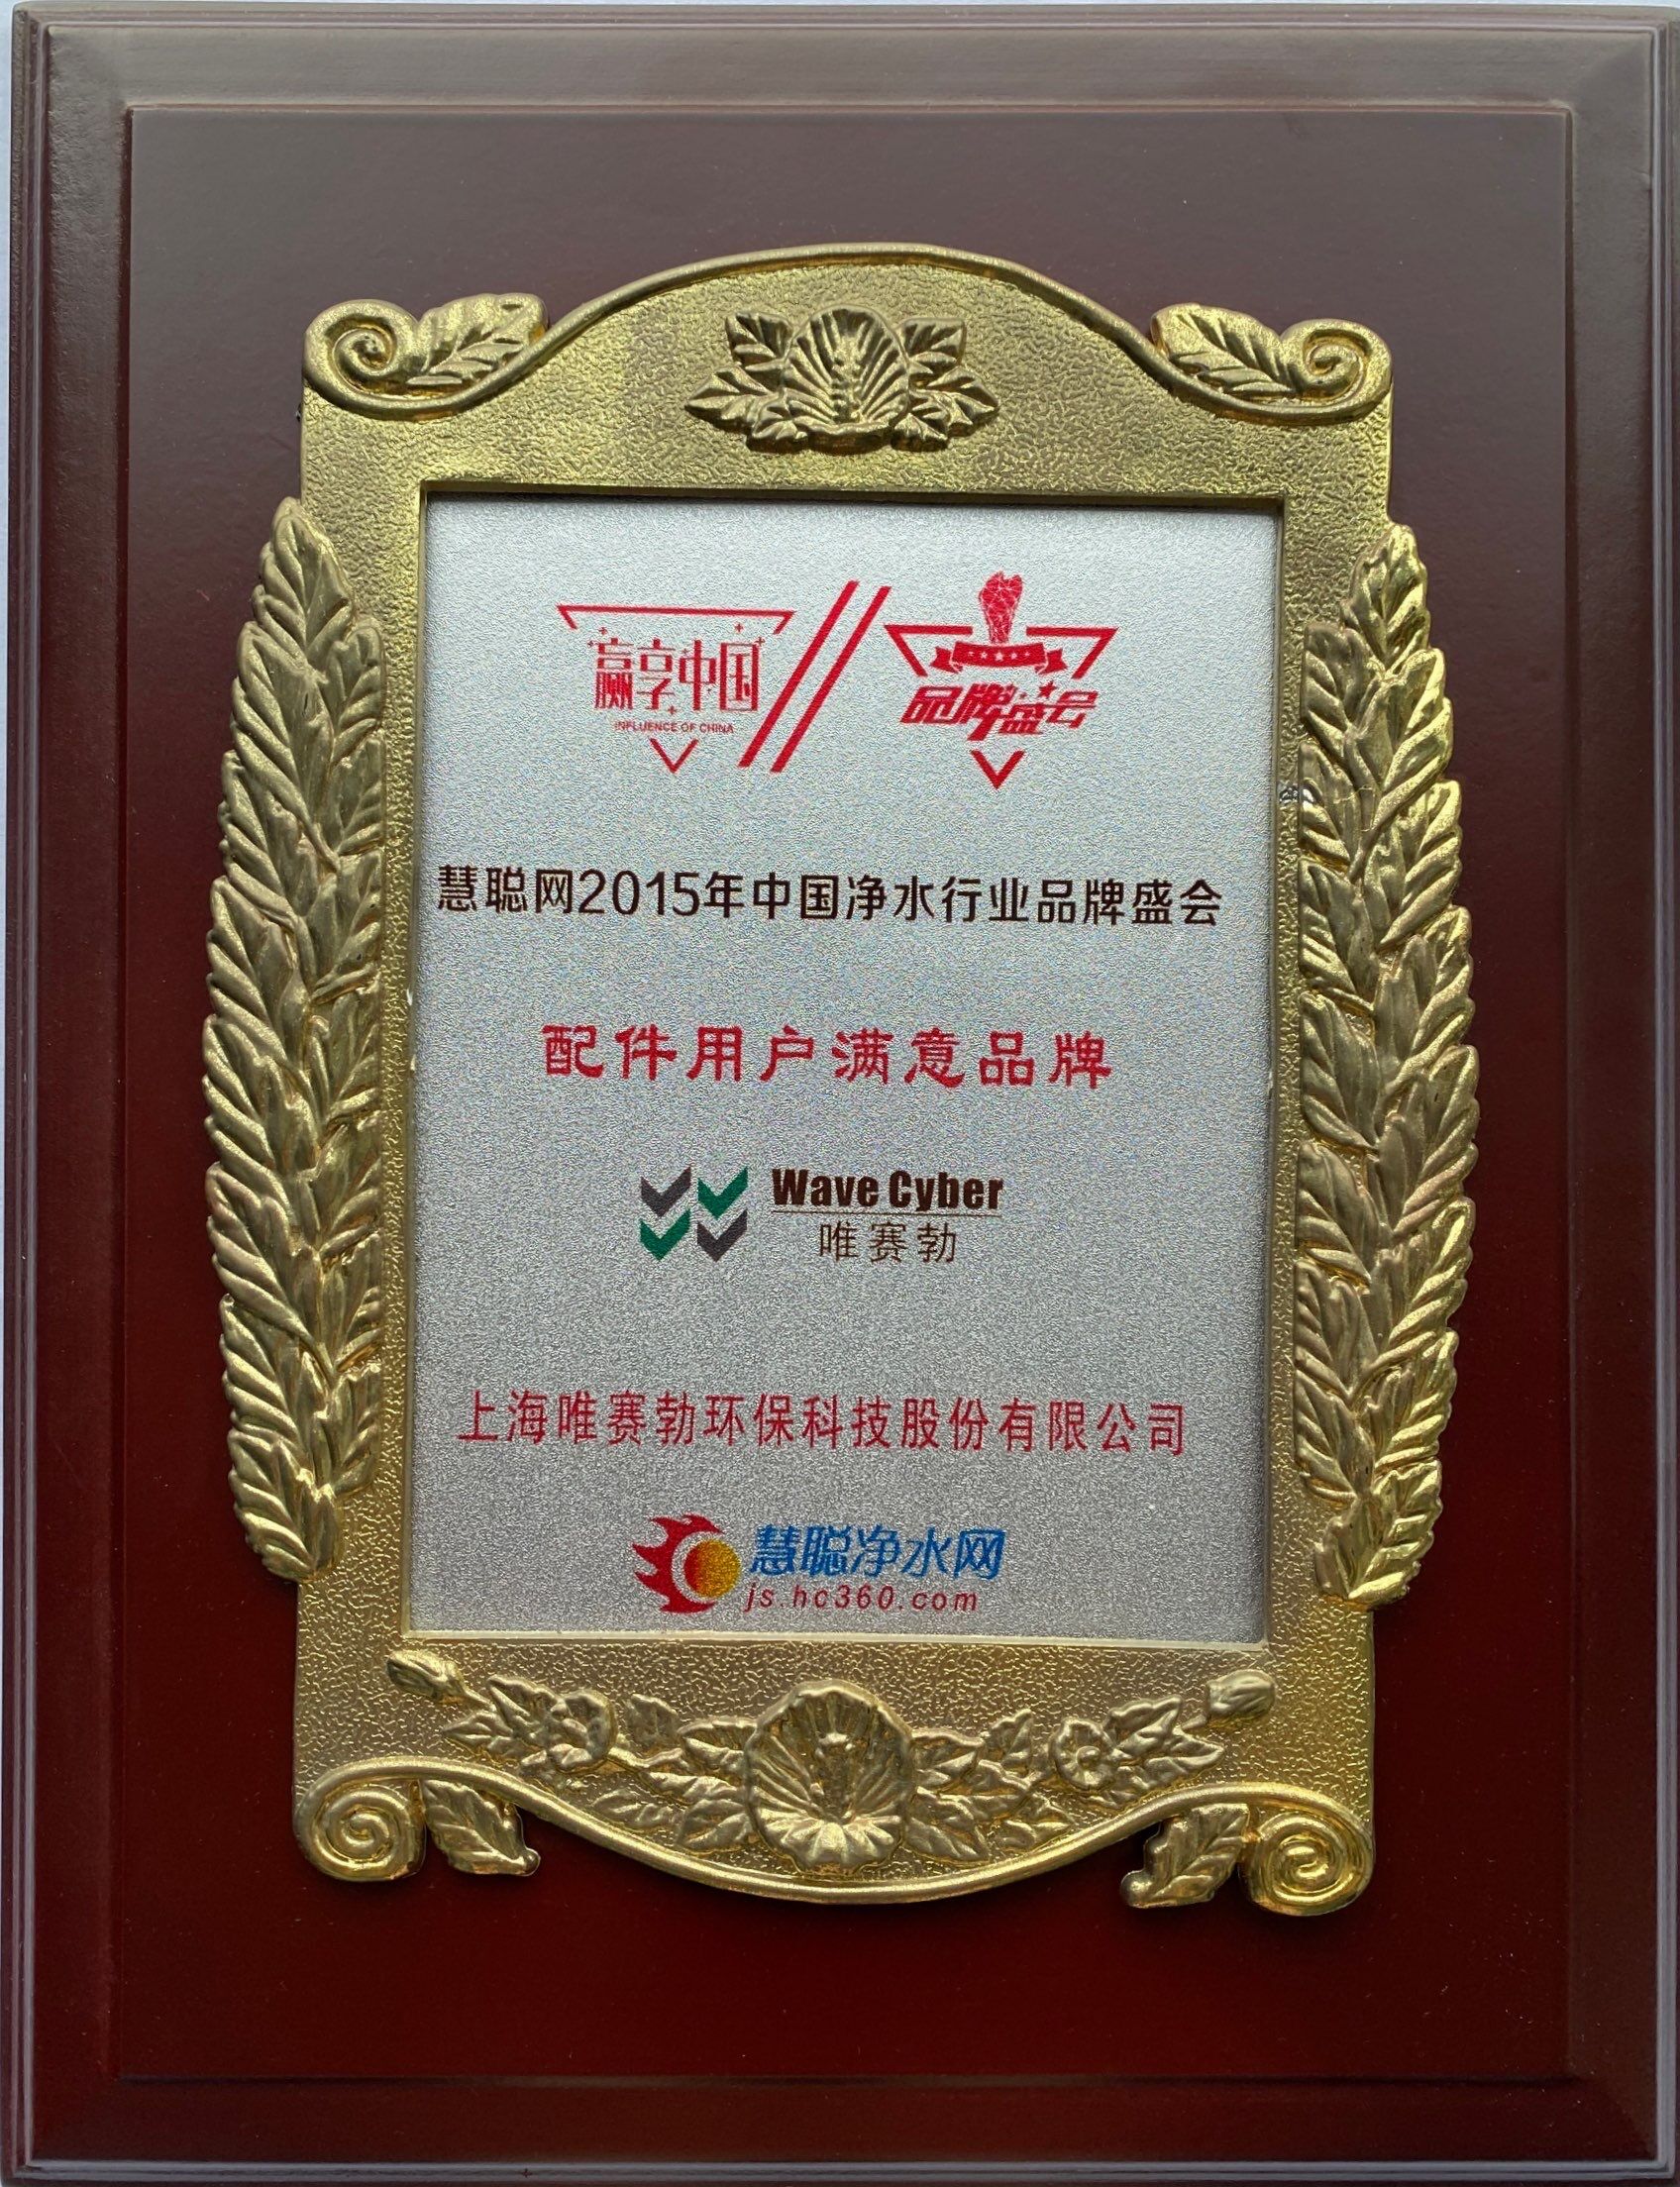 赢享中国
INFLUENCE OF CHINA
品牌盛会
慧聪网2015年中国净水行业品牌盛会
配件用户满意品牌
Wave Cyber
唯赛勃
上海唯赛勃环保科技股份有限公司
慧聪净水网
js.hc360.com